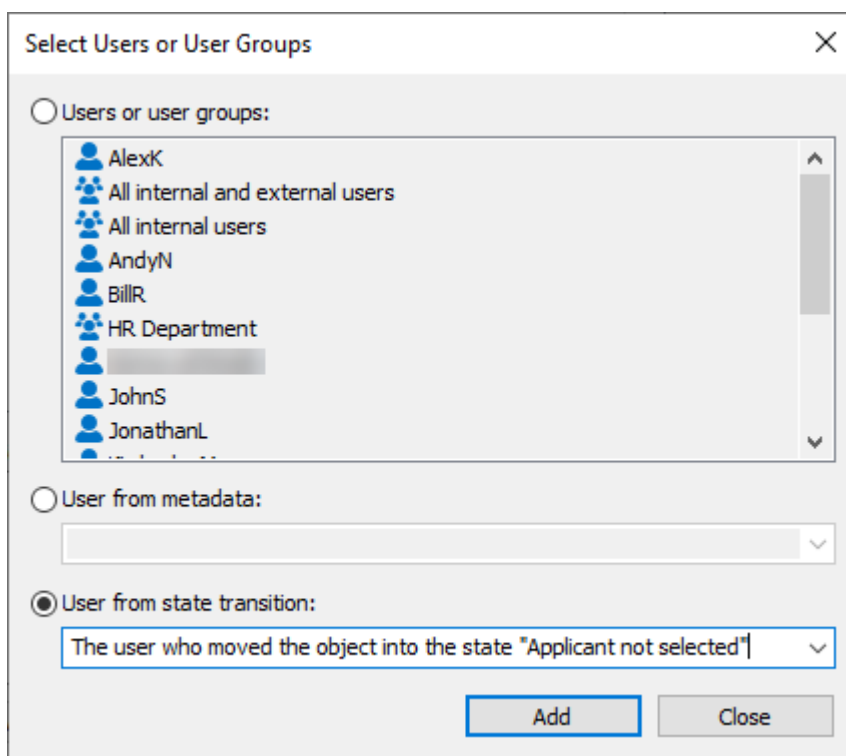 Select Users or User Groups
Users or user groups:
AlexK
All internal and external users
All internal users
AndyN
BillR
HR Department
JohnS
JonathanL
User from metadata:
User from state transition:
The user who moved the object into the state "Applicant not selected"
Add
Close